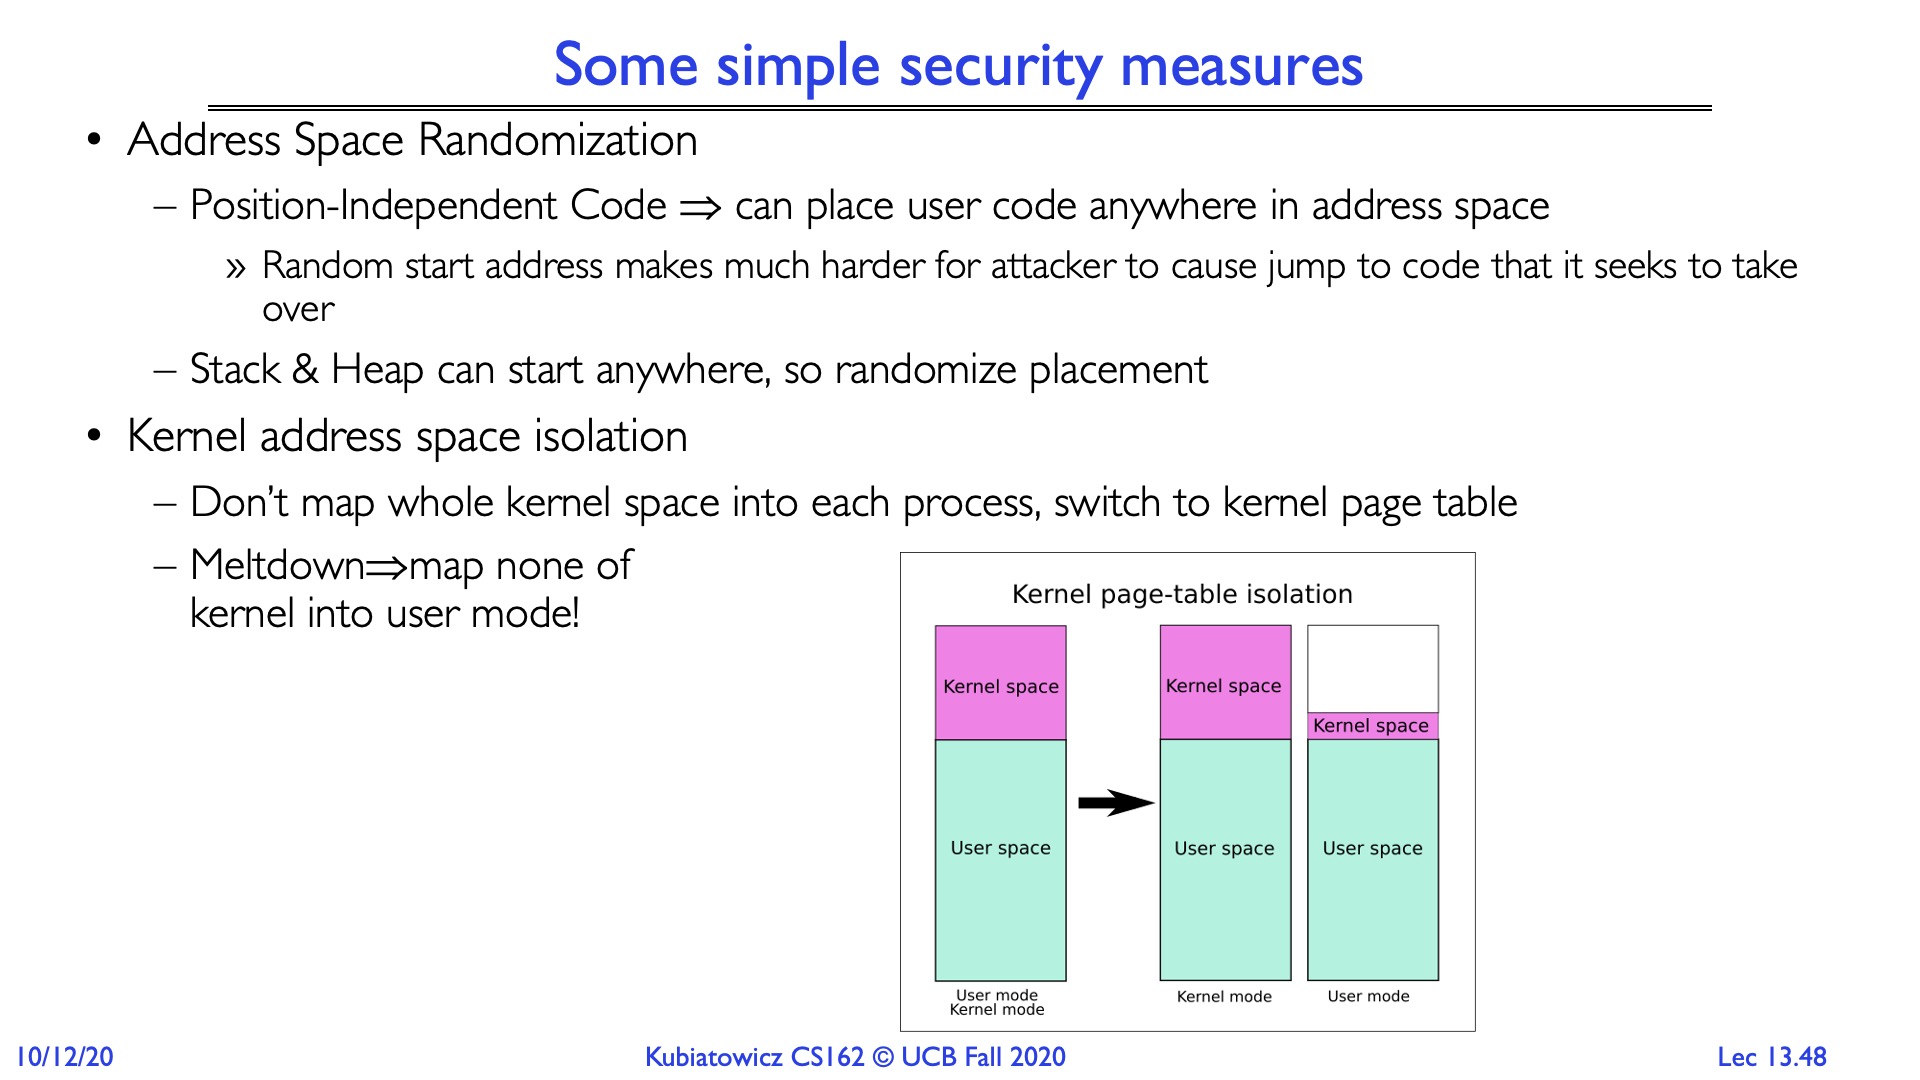 Some simple security measures
• Address Space Randomization
– Position-Independent Code ⇒ can place user code anywhere in address space
» Random start address makes much harder for attacker to cause jump to code that it seeks to take
over
– Stack & Heap can start anywhere, so randomize placement
• Kernel address space isolation
– Don’t map whole kernel space into each process, switch to kernel page table
– Meltdown⇒map none of
kernel into user mode!
Kernel page-table isolation
Kernel space
User space
User mode
Kernel mode
Kernel space
User space
Kernel mode
Kernel space
User space
User mode
10/12/20
Kubiatowicz CS162 © UCB Fall 2020
Lec 13.48